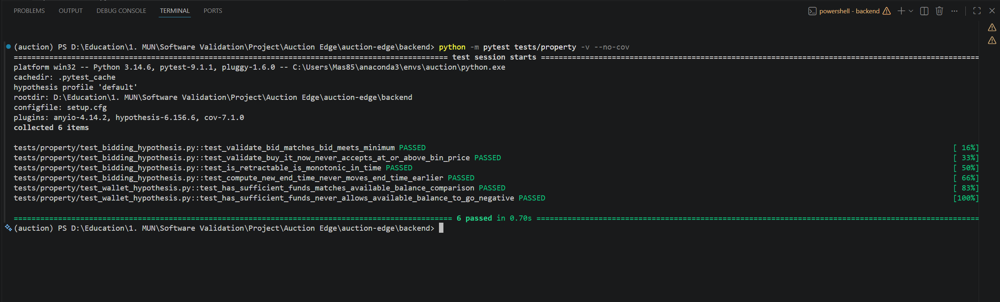 PROBLEMS OUTPUT DEBUG CONSOLE TERMINAL PORTS powershell - backend
(auction) PS D:\Education\1. MUN\Software Validation\Project\Auction Edge\auction-edge\backend> python -m pytest tests/property -v --no-cov
================================================================================================== test session starts ===================================================================================================
platform win32 -- Python 3.14.6, pytest-9.1.1, pluggy-1.6.0 -- C:\Users\Mas85\anaconda3\envs\auction\python.exe
cachedir: .pytest_cache
hypothesis profile 'default'
rootdir: D:\Education\1. MUN\Software Validation\Project\Auction Edge\auction-edge\backend
configfile: setup.cfg
plugins: anyio-4.14.2, hypothesis-6.156.6, cov-7.1.0
collected 6 items
tests/property/test_bidding_hypothesis.py::test_validate_bid_matches_bid_meets_minimum PASSED [ 16%]
tests/property/test_bidding_hypothesis.py::test_validate_buy_it_now_never_accepts_at_or_above_bin_price PASSED [ 33%]
tests/property/test_bidding_hypothesis.py::test_is_retractable_is_monotonic_in_time PASSED [ 50%]
tests/property/test_bidding_hypothesis.py::test_compute_new_end_time_never_moves_end_time_earlier PASSED [ 66%]
tests/property/test_wallet_hypothesis.py::test_has_sufficient_funds_matches_available_balance_comparison PASSED [ 83%]
tests/property/test_wallet_hypothesis.py::test_has_sufficient_funds_never_allows_available_balance_to_go_negative PASSED [100%]
=================================================================================================== 6 passed in 0.70s ====================================================================================================
(auction) PS D:\Education\1. MUN\Software Validation\Project\Auction Edge\auction-edge\backend>